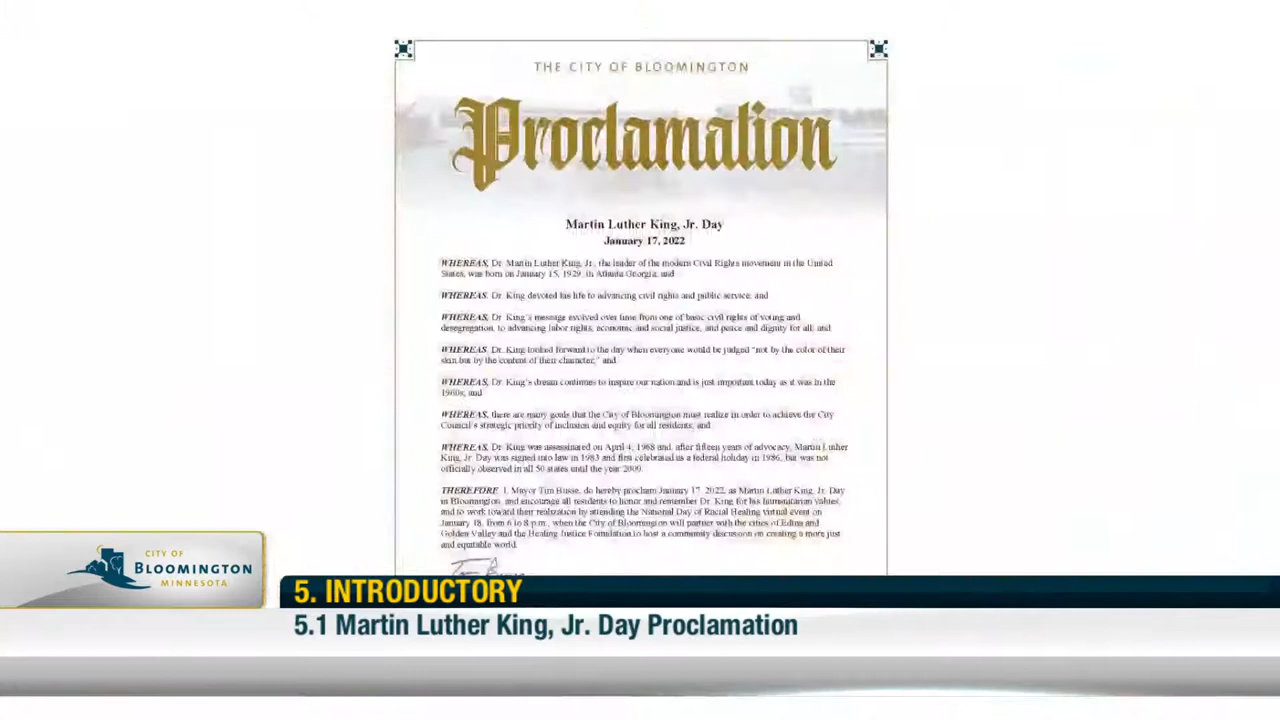 THE CITY OF BLOOMINGTON
Proclamation
Martin Luther King, Jr. Day
January 17, 2022
WHEREAS, Dr. Martin Luther King, Jr., the leader of the modern Civil Rights movement in the United
States, was born on January 15, 1929, in Atlanta Georgia, and
WHEREAS, Dr. King devoted his life to advancing civil rights and public service, and
WHEREAS, Dr. King's message evolved over time from one of basic civil rights of voting and
desegregation, to advancing labor rights, economic and social justice, and peace and dignity for all; and
WHEREAS, Dr. King looked forward to the day when everyone would be judged "not by the color of their
skin but by the content of their character;" and
WHEREAS, Dr. King's dream continues to inspire our nation and is just important today as it was in the
1960s; and
WHEREAS, there are many goals that the City of Bloomington must realize in order to achieve the City
Council's strategic priority of inclusion and equity for all residents; and
WHEREAS, Dr. King was assassinated on April 4, 1968 and, after fifteen years of advocacy, Martin Luther
King, Jr. Day was signed into law in 1983 and first celebrated as a federal holiday in 1986, but was not
officially observed in all 50 states until the year 2000.
THEREFORE I, Mayor Tim Busse, do hereby proclaim January 17, 2022, as Martin Luther King, Jr. Day
in Bloomington, and encourage all residents to honor and remember Dr. King for his humanitarian values,
and to work toward their realization by attending the National Day of Racial Healing virtual event on
January 18, from 6 to 8 p.m., when the City of Bloomington will partner with the cities of Edina and
Golden Valley and the Healing Justice Foundation to host a community discussion on creating a more just
and equitable world.
CITY OF
BLOOMINGTON
MINNESOTA
5. INTRODUCTORY
5.1 Martin Luther King, Jr. Day Proclamation